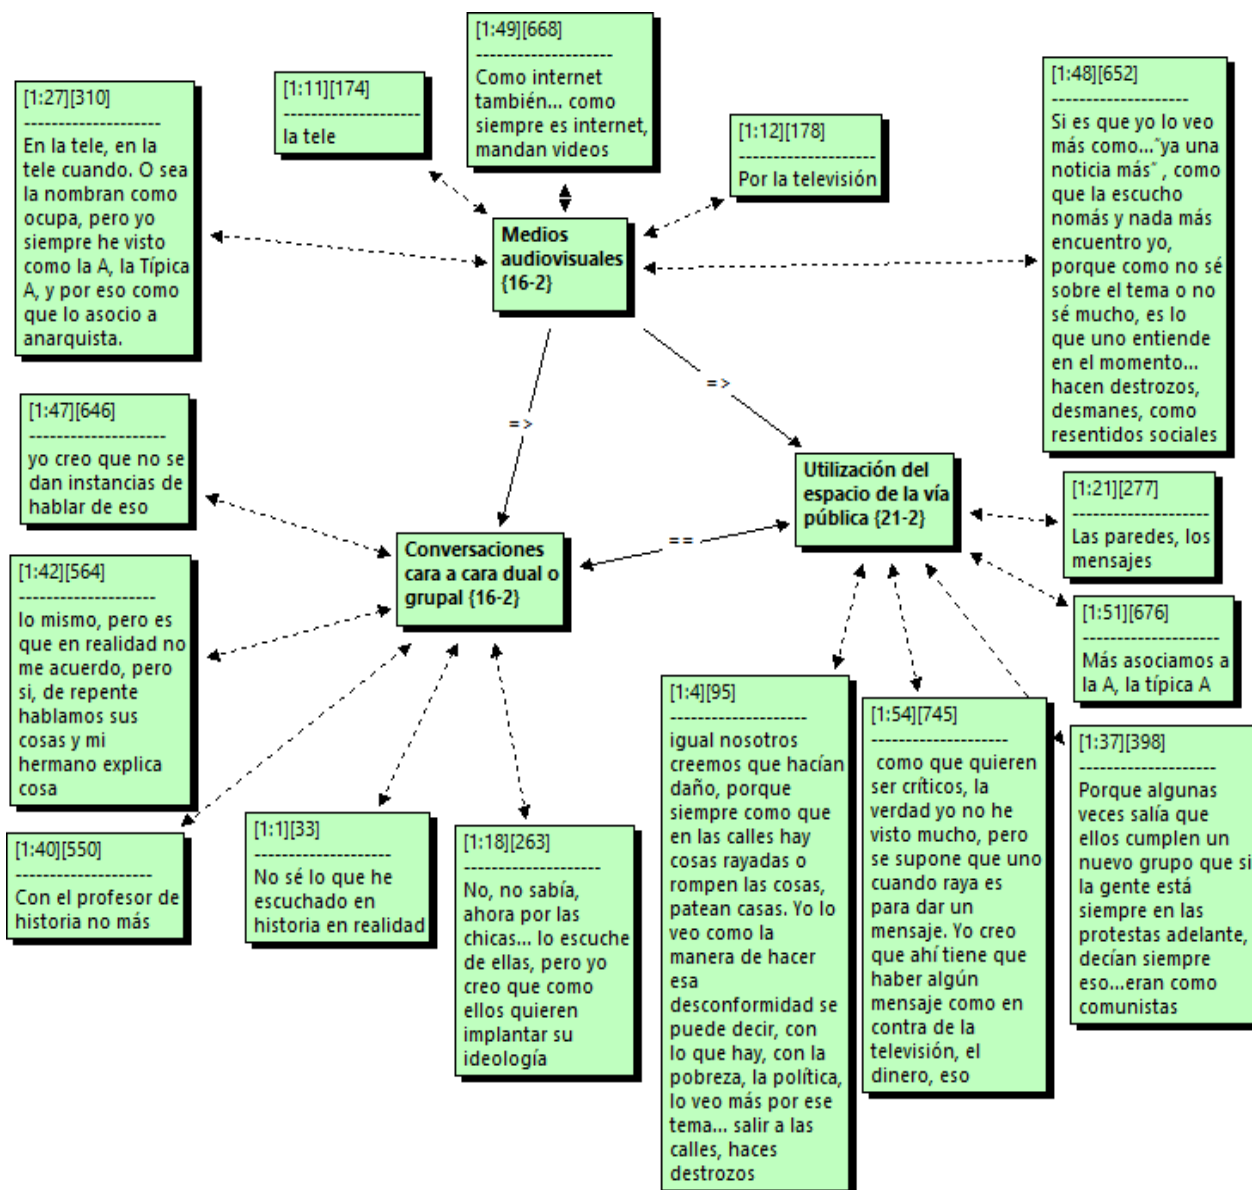 [1:49][668]
--------------------
Como internet
también... como
siempre es internet,
mandan videos
[1:11][174]
--------------------
la tele
[1:27][310]
--------------------
En la tele, en la
tele cuando. O sea
la nombran como
ocupa, pero yo
siempre he visto
como la A, la Típica
A, y por eso como
que lo asocio a
anarquista.
[1:12][178]
--------------------
Por la televisión
[1:48][652]
--------------------
Si es que yo lo veo
más como...˝ya una
noticia más˝ , como
que la escucho
nomás y nada más
encuentro yo,
porque como no sé
sobre el tema o no
sé mucho, es lo
que uno entiende
en el momento...
hacen destrozos,
desmanes, como
resentidos sociales
Medios
audiovisuales
{16-2}
=>
=>
[1:47][646]
--------------------
yo creo que no se
dan instancias de
hablar de eso
Utilización del
espacio de la vía
pública {21-2}
[1:21][277]
--------------------
Las paredes, los
mensajes
==
Conversaciones
cara a cara dual o
grupal {16-2}
[1:42][564]
--------------------
lo mismo, pero es
que en realidad no
me acuerdo, pero
si, de repente
hablamos sus
cosas y mi
hermano explica
cosa
[1:51][676]
--------------------
Más asociamos a
la A, la típica A
[1:40][550]
--------------------
Con el profesor de
historia no más
[1:1][33]
--------------------
No sé lo que he
escuchado en
historia en realidad
[1:18][263]
--------------------
No, no sabía,
ahora por las
chicas... lo escuche
de ellas, pero yo
creo que como
ellos quieren
implantar su
ideología
[1:4][95]
--------------------
igual nosotros
creemos que hacían
daño, porque
siempre como que
en las calles hay
cosas rayadas o
rompen las cosas,
patean casas. Yo lo
veo como la
manera de hacer
esa
desconformidad se
puede decir, con
lo que hay, con la
pobreza, la política,
lo veo más por ese
tema... salir a las
calles, haces
destrozos
[1:54][745]
--------------------
como que quieren
ser críticos, la
verdad yo no he
visto mucho, pero
se supone que uno
cuando raya es
para dar un
mensaje. Yo creo
que ahí tiene que
haber algún
mensaje como en
contra de la
televisión, el
dinero, eso
[1:37][398]
--------------------
Porque algunas
veces salía que
ellos cumplen un
nuevo grupo que si
la gente está
siempre en las
protestas adelante,
decían siempre
eso...eran como
comunistas